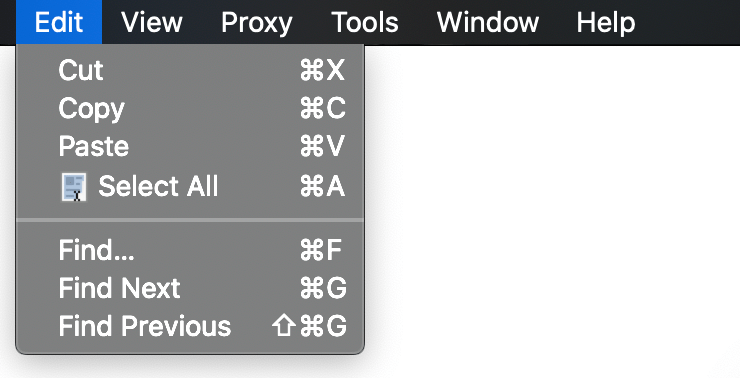 Edit View Proxy Tools Window Help
Cut ⌘X
Copy ⌘C
Paste ⌘V
Select All ⌘A
Find... ⌘F
Find Next ⌘G
Find Previous ⇧⌘G